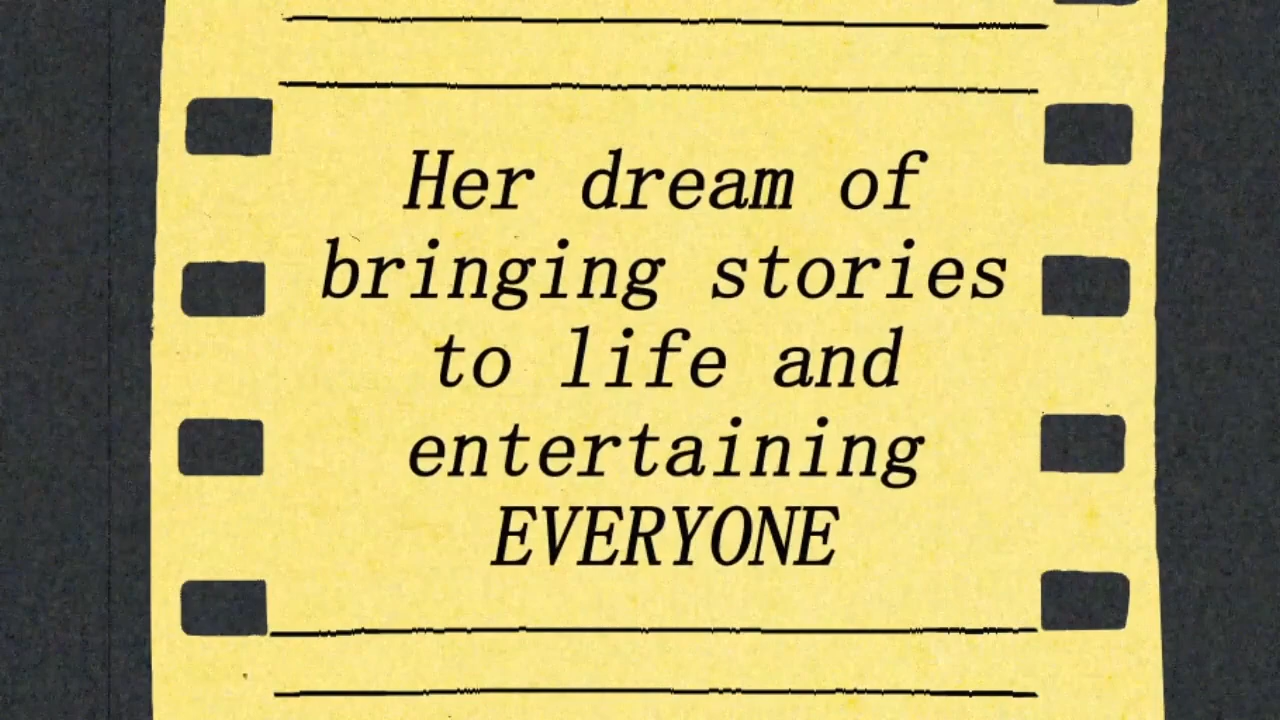 Her dream of
bringing stories
to life and
entertaining
EVERYONE